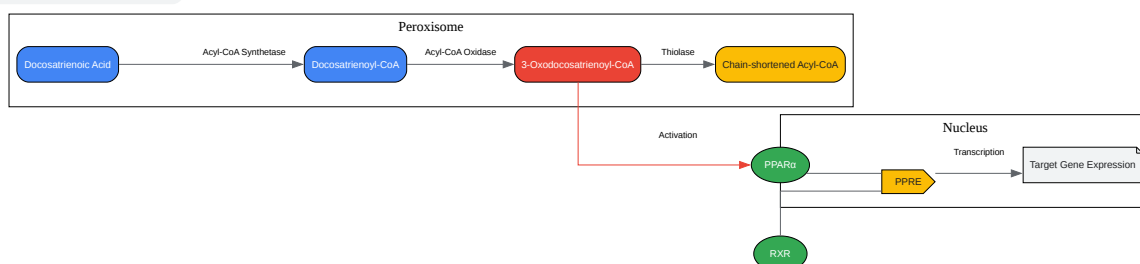 Peroxisome
Acyl-CoA Synthetase
Acyl-CoA Oxidase
Thiolase
Docosatrienoic Acid
Docosatrienoyl-CoA
3-Oxodocosatrienoyl-CoA
Chain-shortened Acyl-CoA
Nucleus
Activation
Transcription
PPARα
Target Gene Expression
PPRE
RXR